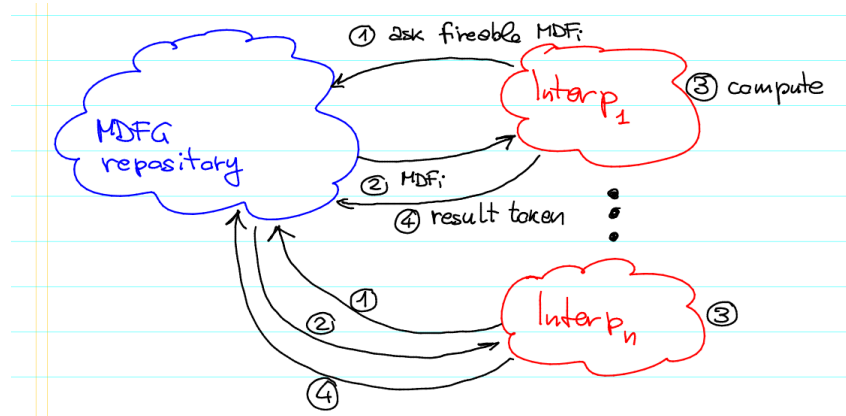 ① ask fireable MDFi
Interp1
③ compute
MDFG
repository
② MDFi
④ result token
①
②
④
Interpn
③